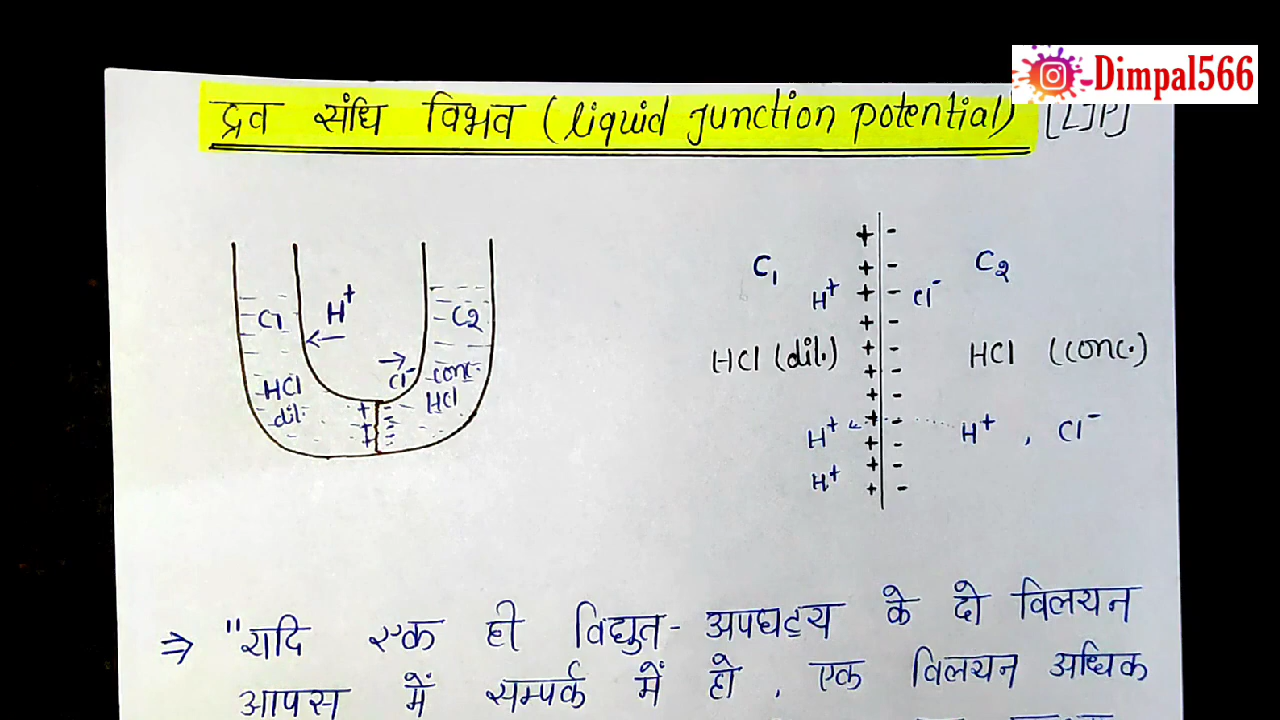 Dimpal566
द्रव संधि विभव (liquid junction potential) [LJP]
C1 H+ C2
Cl- conc.
HCl HCl
dil.
C1 C2
H+ Cl-
HCl (dil.) HCl (conc.)
H+ H+ , Cl-
H+
⇒ "यदि एक ही विद्युत-अपघट्य के दो विलयन
आपस में सम्पर्क में हो , एक विलयन अधिक